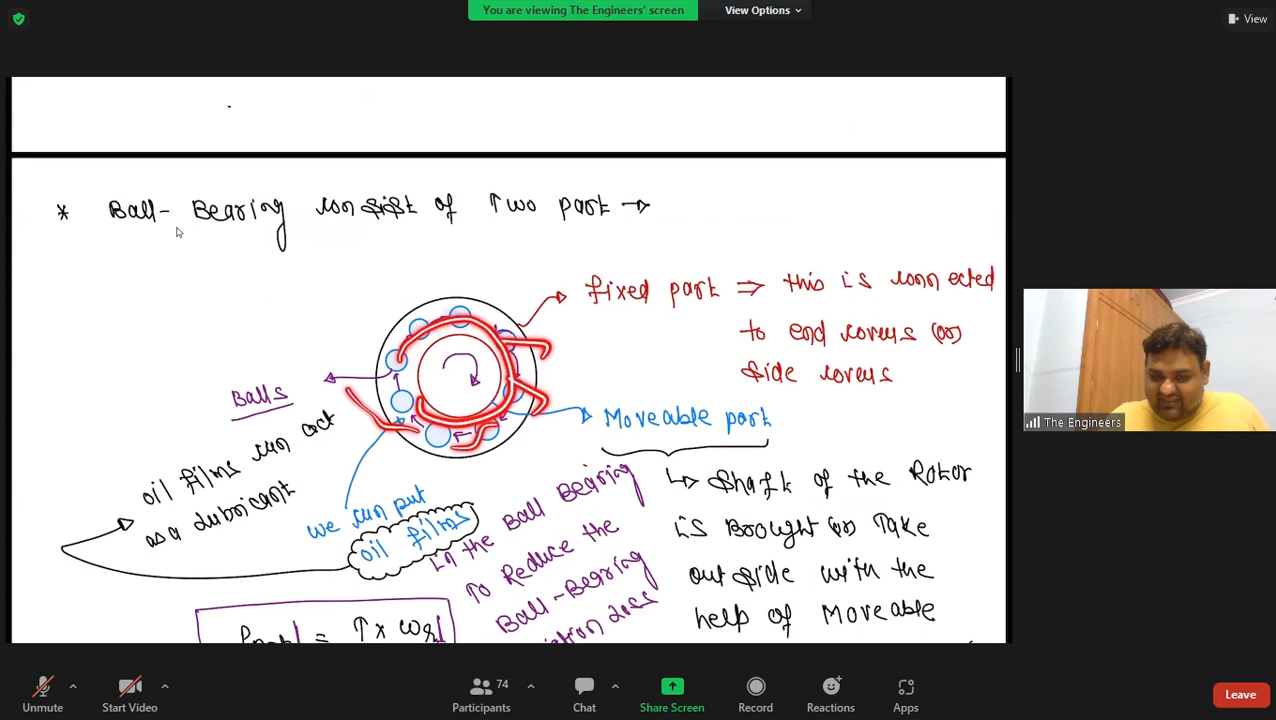 You are viewing The Engineers' screen
View Options
View
* Ball-Bearing consist of Two part →
fixed part ⇒ this is connected
to end covers (or)
side covers
Balls
Moveable part
oil films can act
as a lubricant
we can put
oil films
in the Ball Bearing
To Reduce the
Ball-Bearing
friction loss
↳ shaft of the Rotor
is Brought (or) Take
outside with the
help of Moveable
The Engineers
Unmute
Start Video
74
Participants
Chat
Share Screen
Record
Reactions
Apps
Leave